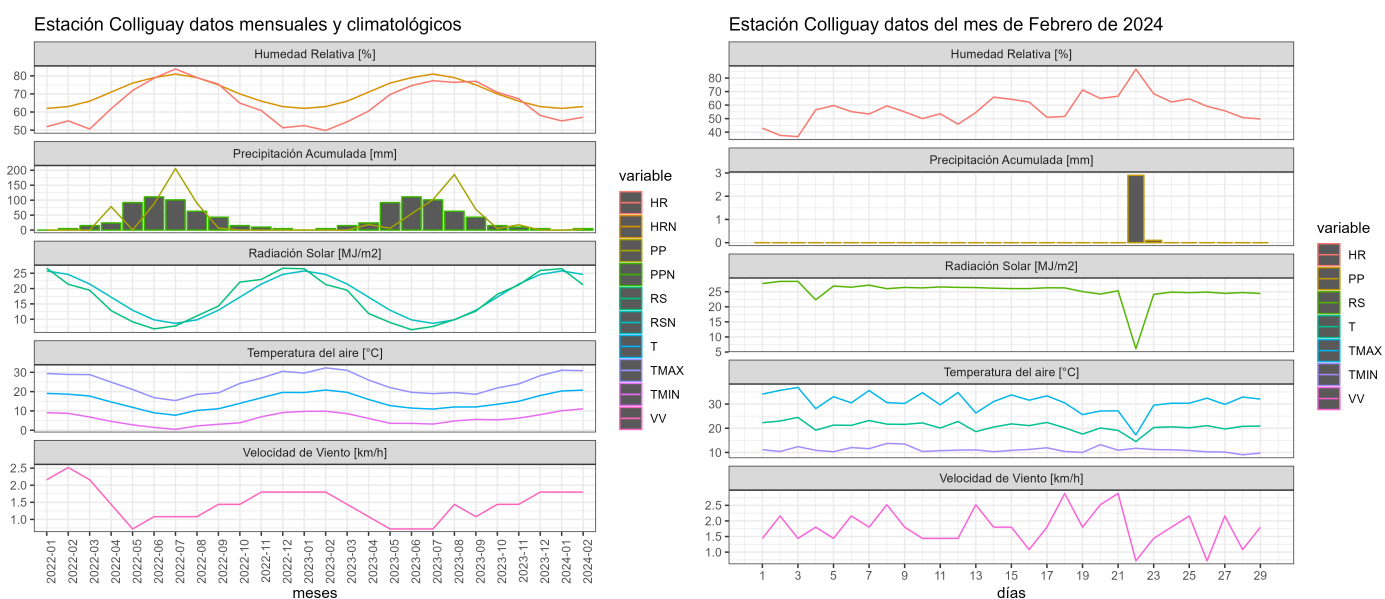 Estación Colliguay datos mensuales y climatológicos
Humedad Relativa [%]
80
70
60
50
Precipitación Acumulada [mm]
200
150
100
50
0
Radiación Solar [MJ/m2]
25
20
15
10
Temperatura del aire [°C]
30
20
10
0
Velocidad de Viento [km/h]
2.5
2.0
1.5
1.0
2022-01
2022-02
2022-03
2022-04
2022-05
2022-06
2022-07
2022-08
2022-09
2022-10
2022-11
2022-12
2023-01
2023-02
2023-03
2023-04
2023-05
2023-06
2023-07
2023-08
2023-09
2023-10
2023-11
2023-12
2024-01
2024-02
meses
variable
HR
HRN
PP
PPN
RS
RSN
T
TMAX
TMIN
VV
Estación Colliguay datos del mes de Febrero de 2024
Humedad Relativa [%]
80
70
60
50
40
Precipitación Acumulada [mm]
3
2
1
0
Radiación Solar [MJ/m2]
25
20
15
10
5
Temperatura del aire [°C]
30
20
10
Velocidad de Viento [km/h]
2.5
2.0
1.5
1.0
1 3 5 7 9 11 13 15 17 19 21 23 25 27 29
días
variable
HR
PP
RS
T
TMAX
TMIN
VV